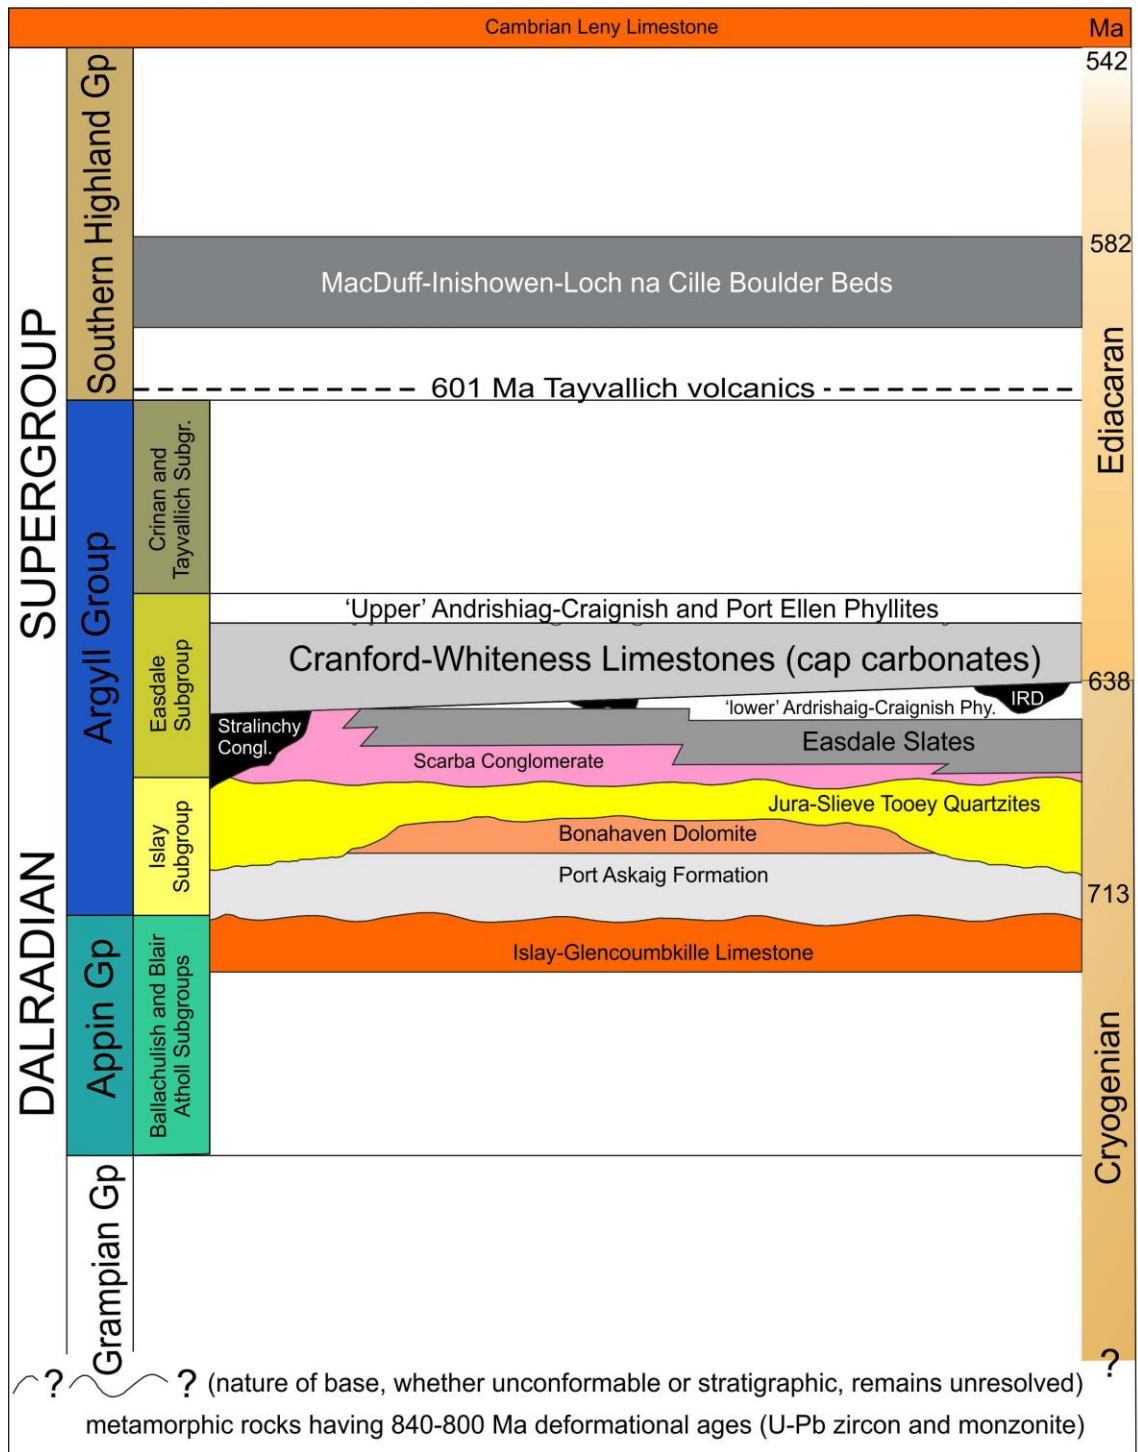 Cambrian Leny Limestone
Ma
542
Southern Highland Gp
582
MacDuff-Inishowen-Loch na Cille Boulder Beds
SUPERGROUP
Ediacaran
601 Ma Tayvallich volcanics
Crinan and
Tayvallich Subgr.
Argyll Group
'Upper' Andrishiag-Craignish and Port Ellen Phyllites
Easdale
Subgroup
Cranford-Whiteness Limestones (cap carbonates)
638
IRD
'lower' Ardrishaig-Craignish Phy.
Stralinchy
Congl.
Easdale Slates
Scarba Conglomerate
Islay
Subgroup
Jura-Slieve Tooey Quartzites
Bonahaven Dolomite
Port Askaig Formation
713
DALRADIAN
Appin Gp
Ballachulish and Blair
Atholl Subgroups
Islay-Glencoumbkille Limestone
Cryogenian
Grampian Gp
?
? ? (nature of base, whether unconformable or stratigraphic, remains unresolved)
metamorphic rocks having 840-800 Ma deformational ages (U-Pb zircon and monzonite)